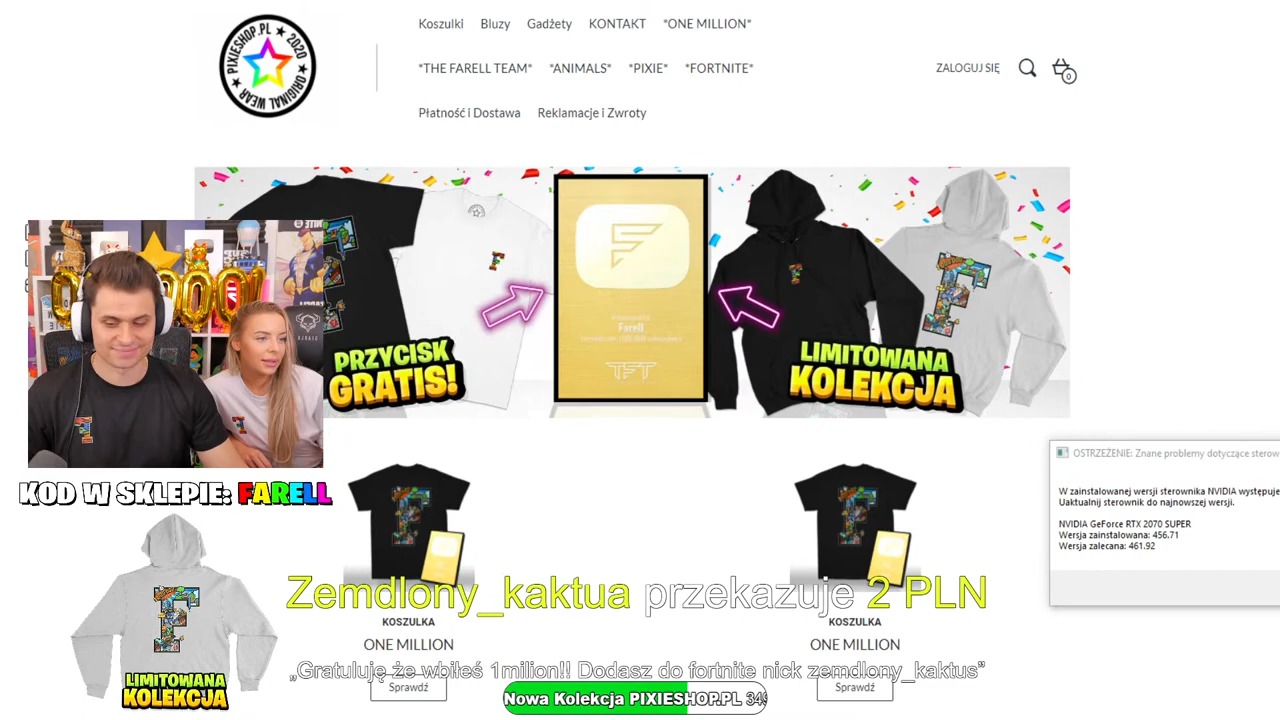 PIXIESHOP.PL ★ 2020
ORIGINAL WEAR
Koszulki Bluzy Gadżety KONTAKT *ONE MILLION*
*THE FARELL TEAM* *ANIMALS* *PIXIE* *FORTNITE*
Płatność i Dostawa Reklamacje i Zwroty
ZALOGUJ SIĘ
0
PRZYCISK
GRATIS!
Farell
TFT
LIMITOWANA
KOLEKCJA
KOD W SKLEPIE: FARELL
LIMITOWANA
KOLEKCJA
OSTRZEŻENIE: Znane problemy dotyczące sterow
W zainstalowanej wersji sterownika NVIDIA występuje
Uaktualnij sterownik do najnowszej wersji.
NVIDIA GeForce RTX 2070 SUPER
Wersja zainstalowana: 456.71
Wersja zalecana: 461.92
Zemdlony_kaktua przekazuje 2 PLN
KOSZULKA
ONE MILLION
KOSZULKA
ONE MILLION
„Gratuluję że wbiłeś 1milion!! Dodasz do fortnite nick zemdlony_kaktus”
Sprawdź
Sprawdź
Nowa Kolekcja PIXIESHOP.PL 349